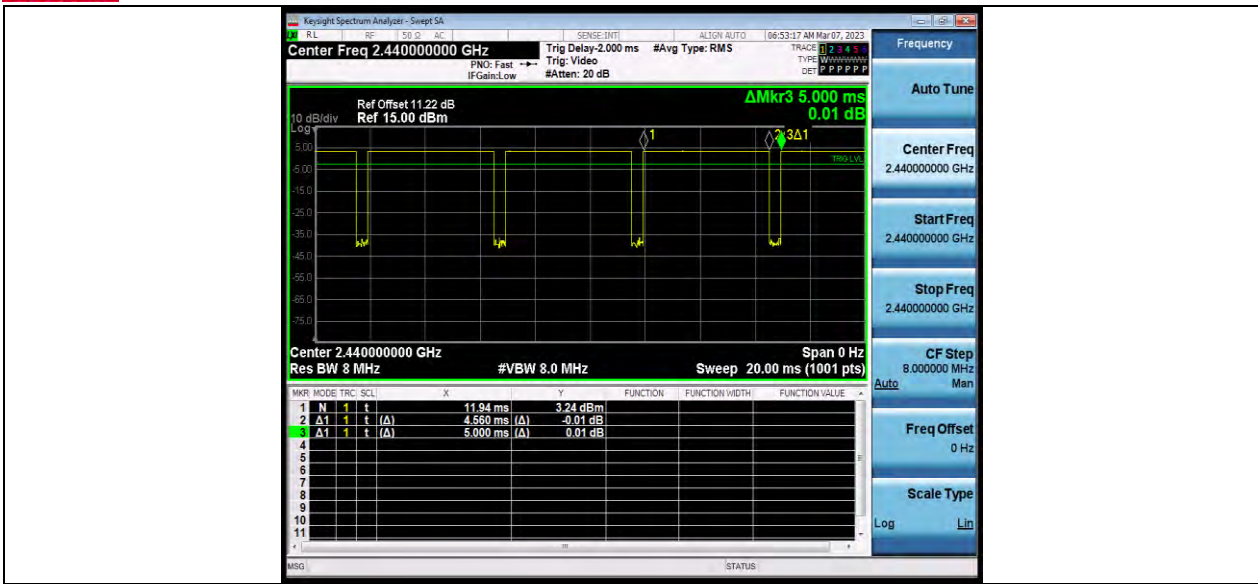 Keysight Spectrum Analyzer - Swept SA
LXI RL RF 50 Ω AC SENSE:INT ALIGN AUTO 06:53:17 AM Mar 07, 2023
Center Freq 2.440000000 GHz
PNO: Fast
IFGain:Low
Trig Delay-2.000 ms
Trig: Video
#Atten: 20 dB
#Avg Type: RMS
TRACE 1 2 3 4 5 6
TYPE WWWWWW
DET P P P P P P
ΔMkr3 5.000 ms
0.01 dB
Ref Offset 11.22 dB
10 dB/div Ref 15.00 dBm
Log
1 2 3Δ1
5.00
TRIG LVL
-5.00
-15.0
-25.0
-35.0
-45.0
-55.0
-65.0
-75.0
Center 2.440000000 GHz Span 0 Hz
Res BW 8 MHz #VBW 8.0 MHz Sweep 20.00 ms (1001 pts)
MKR MODE TRC SCL X Y FUNCTION FUNCTION WIDTH FUNCTION VALUE
1 N 1 t 11.94 ms 3.24 dBm
2 Δ1 1 t (Δ) 4.560 ms (Δ) -0.01 dB
3 Δ1 1 t (Δ) 5.000 ms (Δ) 0.01 dB
4
5
6
7
8
9
10
11
MSG STATUS
Frequency
Auto Tune
Center Freq
2.440000000 GHz
Start Freq
2.440000000 GHz
Stop Freq
2.440000000 GHz
CF Step
8.000000 MHz
Auto Man
Freq Offset
0 Hz
Scale Type
Log Lin